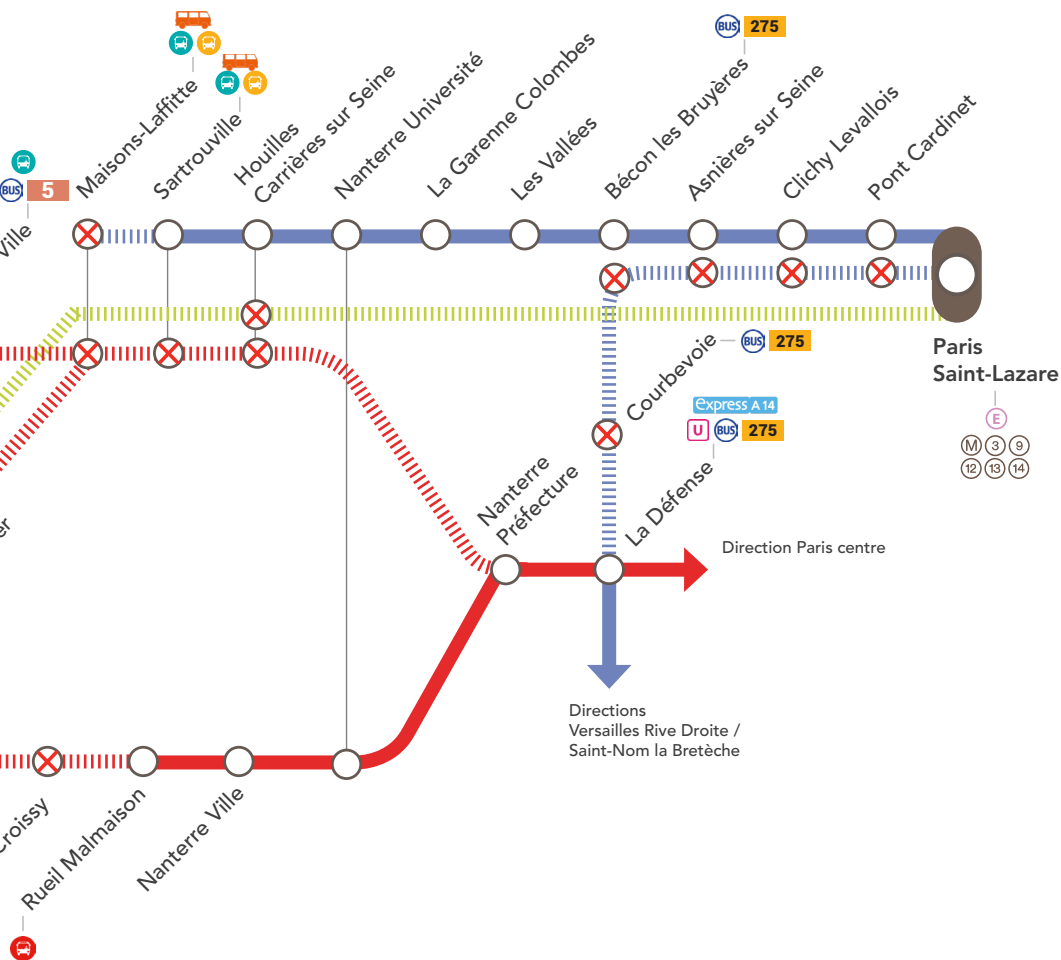 BUS 275
BUS 5
Ville
Maisons-Laffitte
Sartrouville
Houilles
Carrières sur Seine
Nanterre Université
La Garenne Colombes
Les Vallées
Bécon les Bruyères
Asnières sur Seine
Clichy Levallois
Pont Cardinet
Paris
Saint-Lazare
E
M 3 9
12 13 14
Courbevoie
BUS 275
express A 14
U BUS 275
La Défense
Nanterre
Préfecture
Direction Paris centre
er
Directions
Versailles Rive Droite /
Saint-Nom la Bretèche
Croissy
Rueil Malmaison
Nanterre Ville